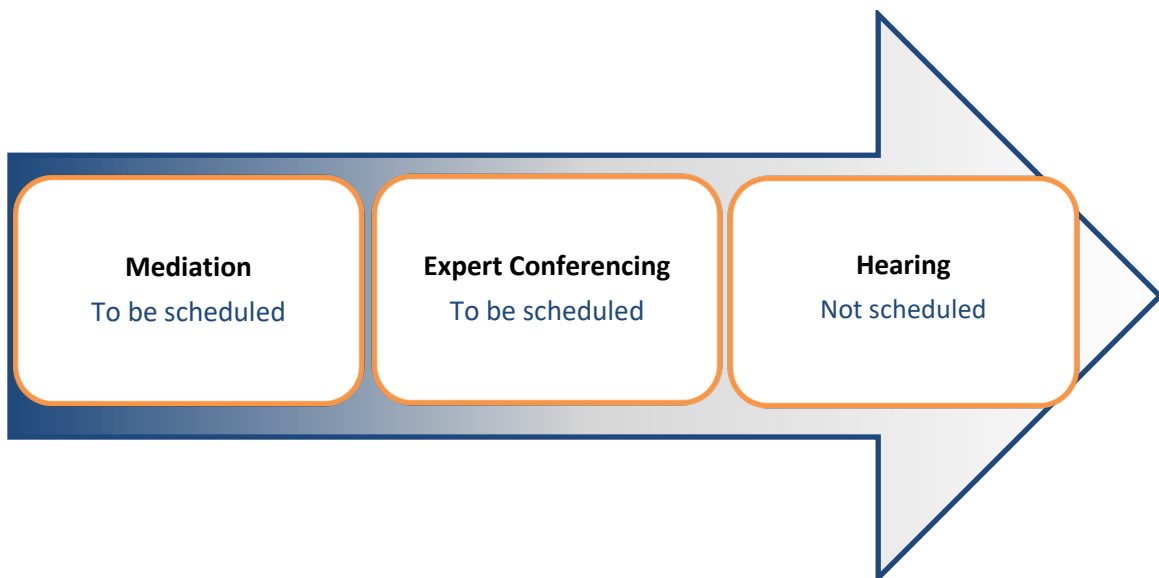 Mediation
To be scheduled
Expert Conferencing
To be scheduled
Hearing
Not scheduled